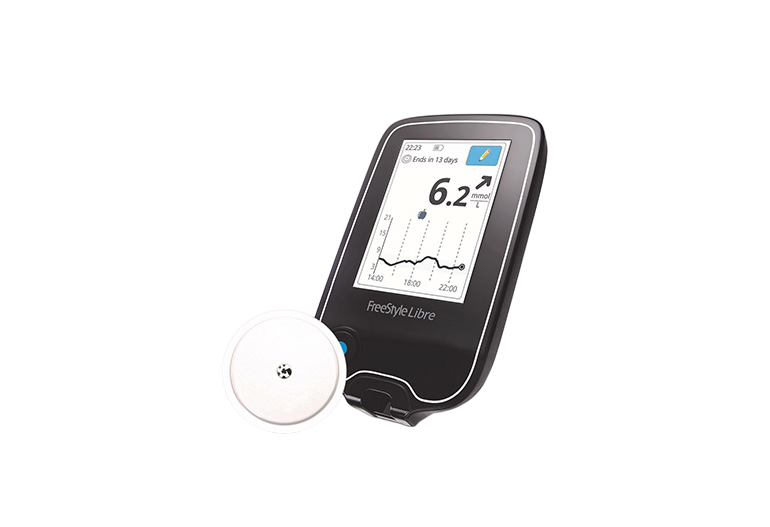 22:23
Ends in 13 days
6.2
mmol
L
21
15
9
3
14:00
18:00
22:00
FreeStyle Libre